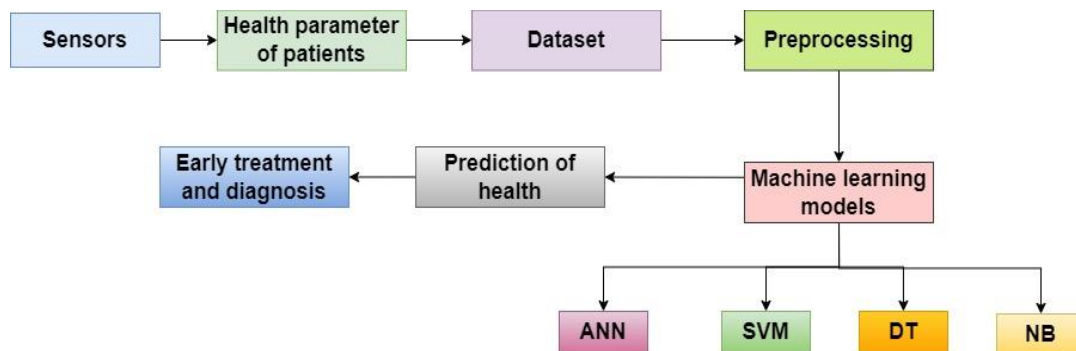 Sensors
Health parameter
of patients
Dataset
Preprocessing
Early treatment
and diagnosis
Prediction of
health
Machine learning
models
ANN
SVM
DT
NB